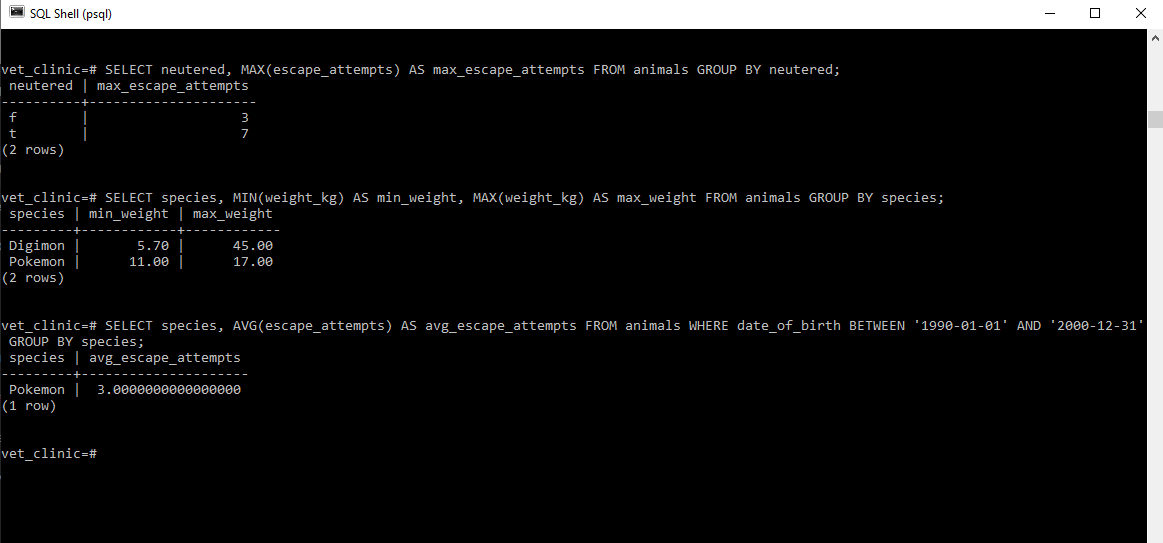 SQL Shell (psql)
vet_clinic=# SELECT neutered, MAX(escape_attempts) AS max_escape_attempts FROM animals GROUP BY neutered;
 neutered | max_escape_attempts
----------+---------------------
 f        |                   3
 t        |                   7
(2 rows)
vet_clinic=# SELECT species, MIN(weight_kg) AS min_weight, MAX(weight_kg) AS max_weight FROM animals GROUP BY species;
 species | min_weight | max_weight
---------+------------+------------
 Digimon |       5.70 |      45.00
 Pokemon |      11.00 |      17.00
(2 rows)
vet_clinic=# SELECT species, AVG(escape_attempts) AS avg_escape_attempts FROM animals WHERE date_of_birth BETWEEN '1990-01-01' AND '2000-12-31'
 GROUP BY species;
 species | avg_escape_attempts
---------+---------------------
 Pokemon |  3.0000000000000000
(1 row)
vet_clinic=#